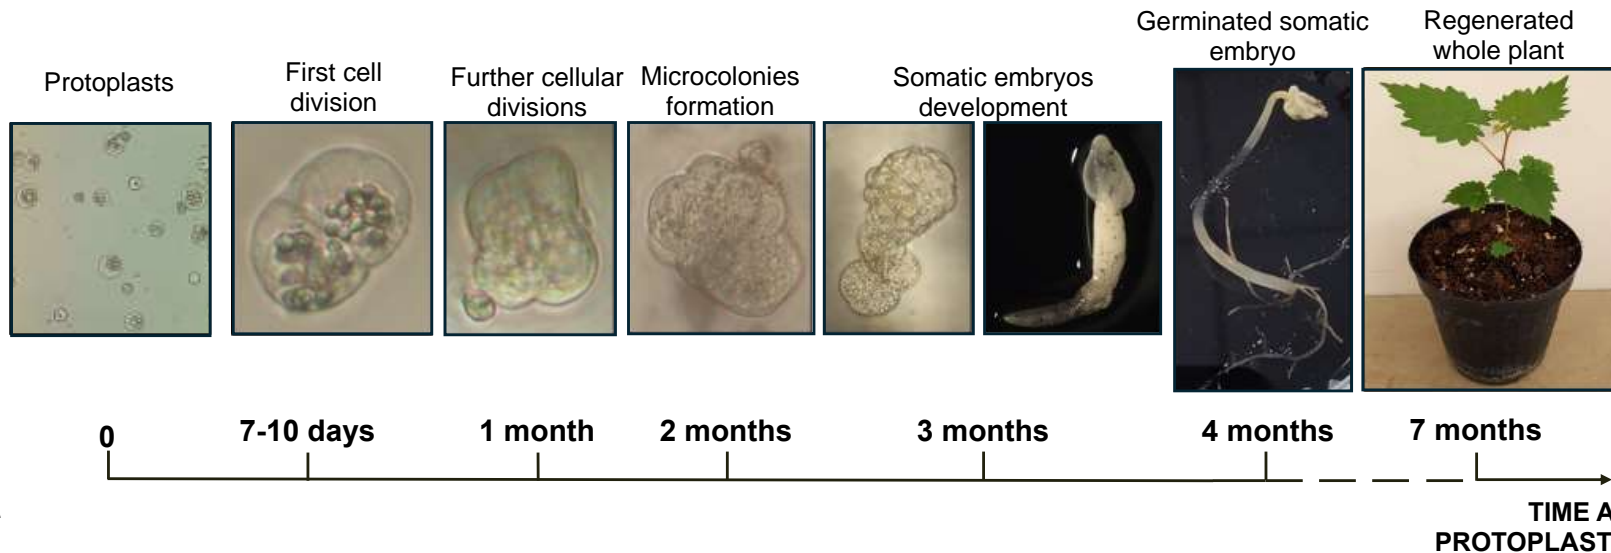 Protoplasts
First cell
division
Further cellular
divisions
Microcolonies
formation
Somatic embryos
development
Germinated somatic
embryo
Regenerated
whole plant
0
7-10 days
1 month
2 months
3 months
4 months
7 months
TIME A
PROTOPLAST